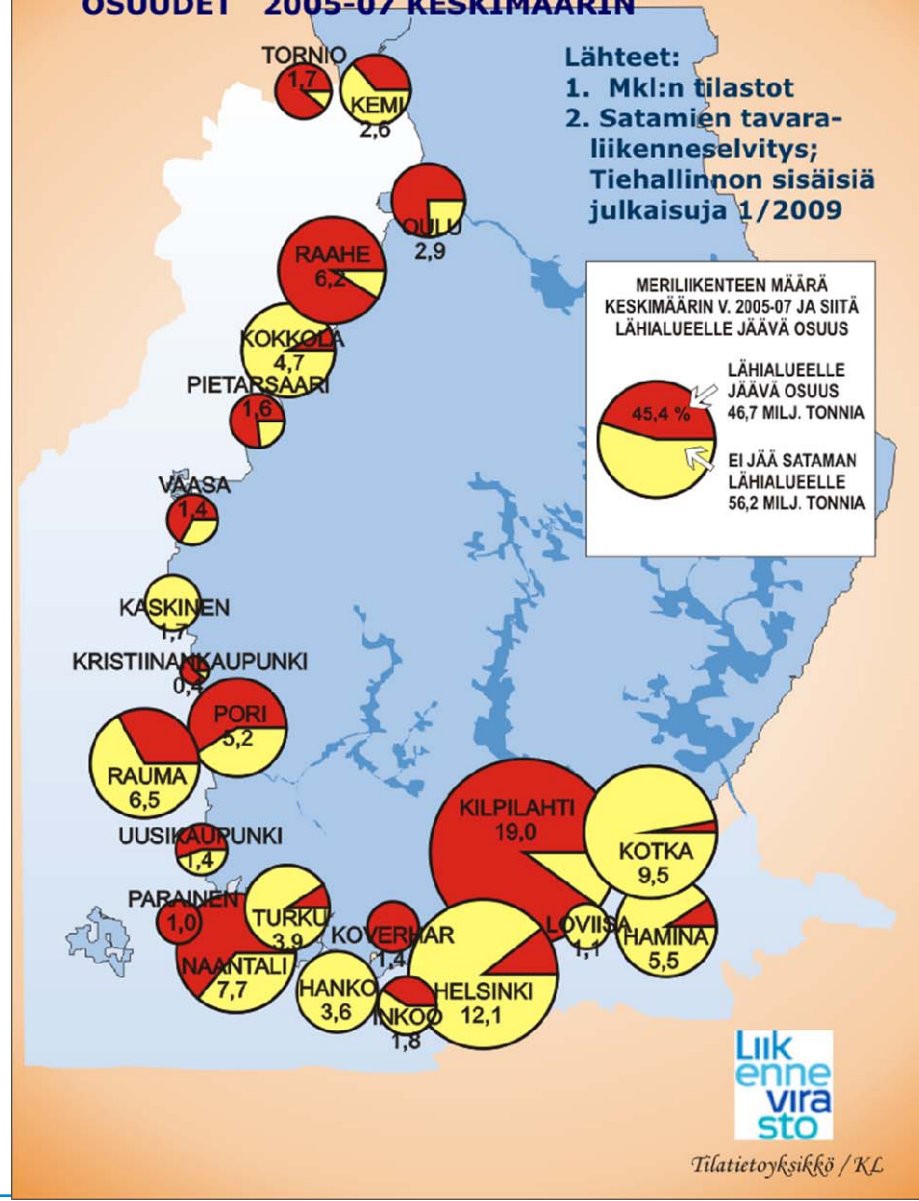 OSUUDET 2005-07 KESKIMÄÄRIN
Lähteet:
1. Mkl:n tilastot
2. Satamien tavara-
liikenneselvitys;
Tiehallinnon sisäisiä
julkaisuja 1/2009
TORNIO
1,7
KEMI
2,6
OULU
2,9
RAAHE
6,2
KOKKOLA
4,7
PIETARSAARI
1,6
VAASA
1,4
KASKINEN
1,7
KRISTIINANKAUPUNKI
0,4
PORI
5,2
RAUMA
6,5
UUSIKAUPUNKI
1,4
PARAINEN
1,0
TURKU
3,9
NAANTALI
7,7
KOVERHAR
1,4
HANKO
3,6
INKOO
1,8
HELSINKI
12,1
KILPILAHTI
19,0
LOVIISA
1,1
KOTKA
9,5
HAMINA
5,5
MERILIIKENTEEN MÄÄRÄ
KESKIMÄÄRIN V. 2005-07 JA SIITÄ
LÄHIALUEELLE JÄÄVÄ OSUUS
45,4 %
LÄHIALUEELLE
JÄÄVÄ OSUUS
46,7 MILJ. TONNIA
EI JÄÄ SATAMAN
LÄHIALUEELLE
56,2 MILJ. TONNIA
Liik
enne
vira
sto
Tilatietoyksikkö / KL